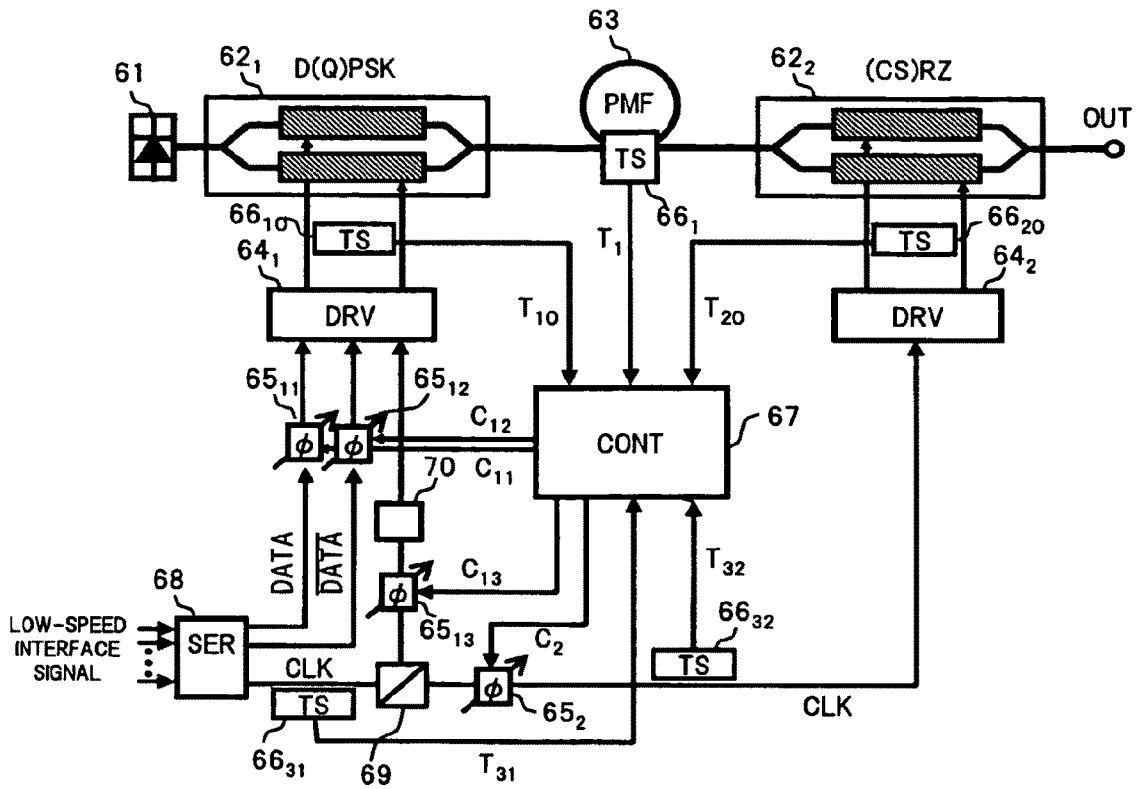 63
61
62₁
D(Q)PSK
PMF
62₂
(CS)RZ
OUT
TS
66₁
66₁₀
TS
T₁
TS
66₂₀
64₁
64₂
DRV
T₁₀
T₂₀
DRV
65₁₁
65₁₂
C₁₂
C₁₁
CONT
67
ϕ
ϕ
70
DATA
D̅A̅T̅A̅
C₁₃
T₃₂
68
ϕ
65₁₃
66₃₂
LOW-SPEED
INTERFACE
SIGNAL
SER
C₂
TS
CLK
ϕ
TS
65₂
CLK
66₃₁
69
T₃₁